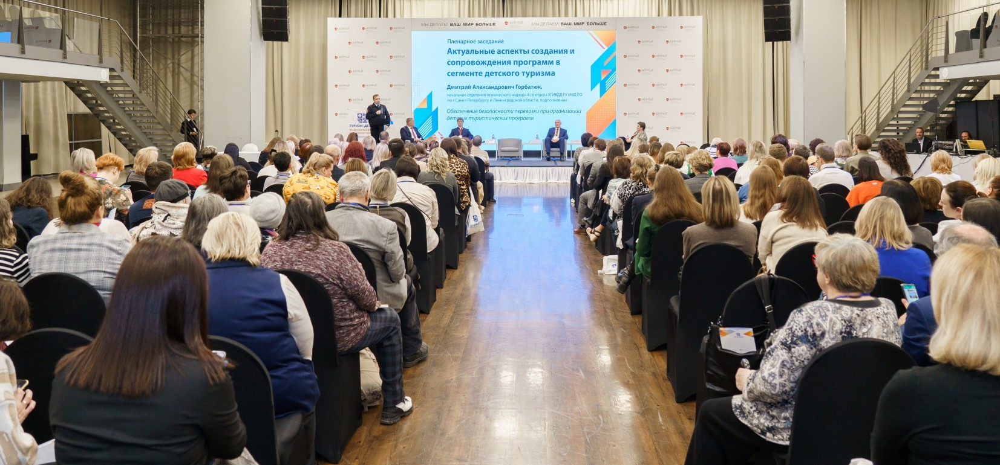 МЫ ДЕЛАЕМ ВАШ МИР БОЛЬШЕ
azimut
МЫ ДЕЛАЕМ ВАШ МИР БОЛЬШЕ
Пленарное заседание
Актуальные аспекты создания и
сопровождения программ в
сегменте детского туризма
Дмитрий Александрович Горбатюк,
начальник отделения технического надзора 4-го отдела УГИБДД ГУ МВД РФ
по г Санкт-Петербургу и Ленинградской области, подполковник
Обеспечение безопасности перевозки при организации
детских туристических программ
ТУРИЗМ-ДЕ